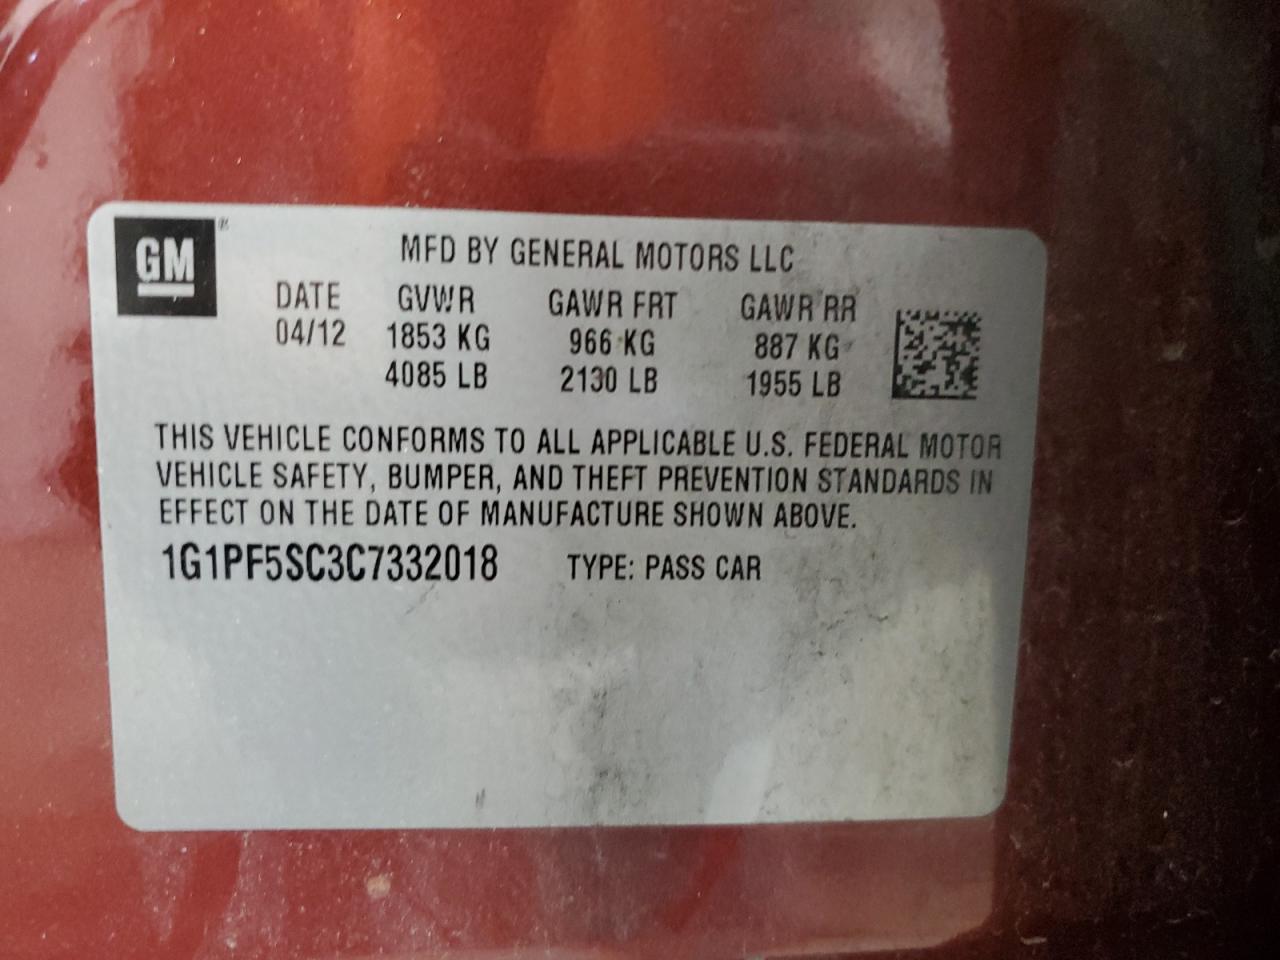 GM®
MFD BY GENERAL MOTORS LLC
DATE GVWR GAWR FRT GAWR RR
04/12 1853 KG 966 KG 887 KG
4085 LB 2130 LB 1955 LB
THIS VEHICLE CONFORMS TO ALL APPLICABLE U.S. FEDERAL MOTOR
VEHICLE SAFETY, BUMPER, AND THEFT PREVENTION STANDARDS IN
EFFECT ON THE DATE OF MANUFACTURE SHOWN ABOVE.
1G1PF5SC3C7332018 TYPE: PASS CAR